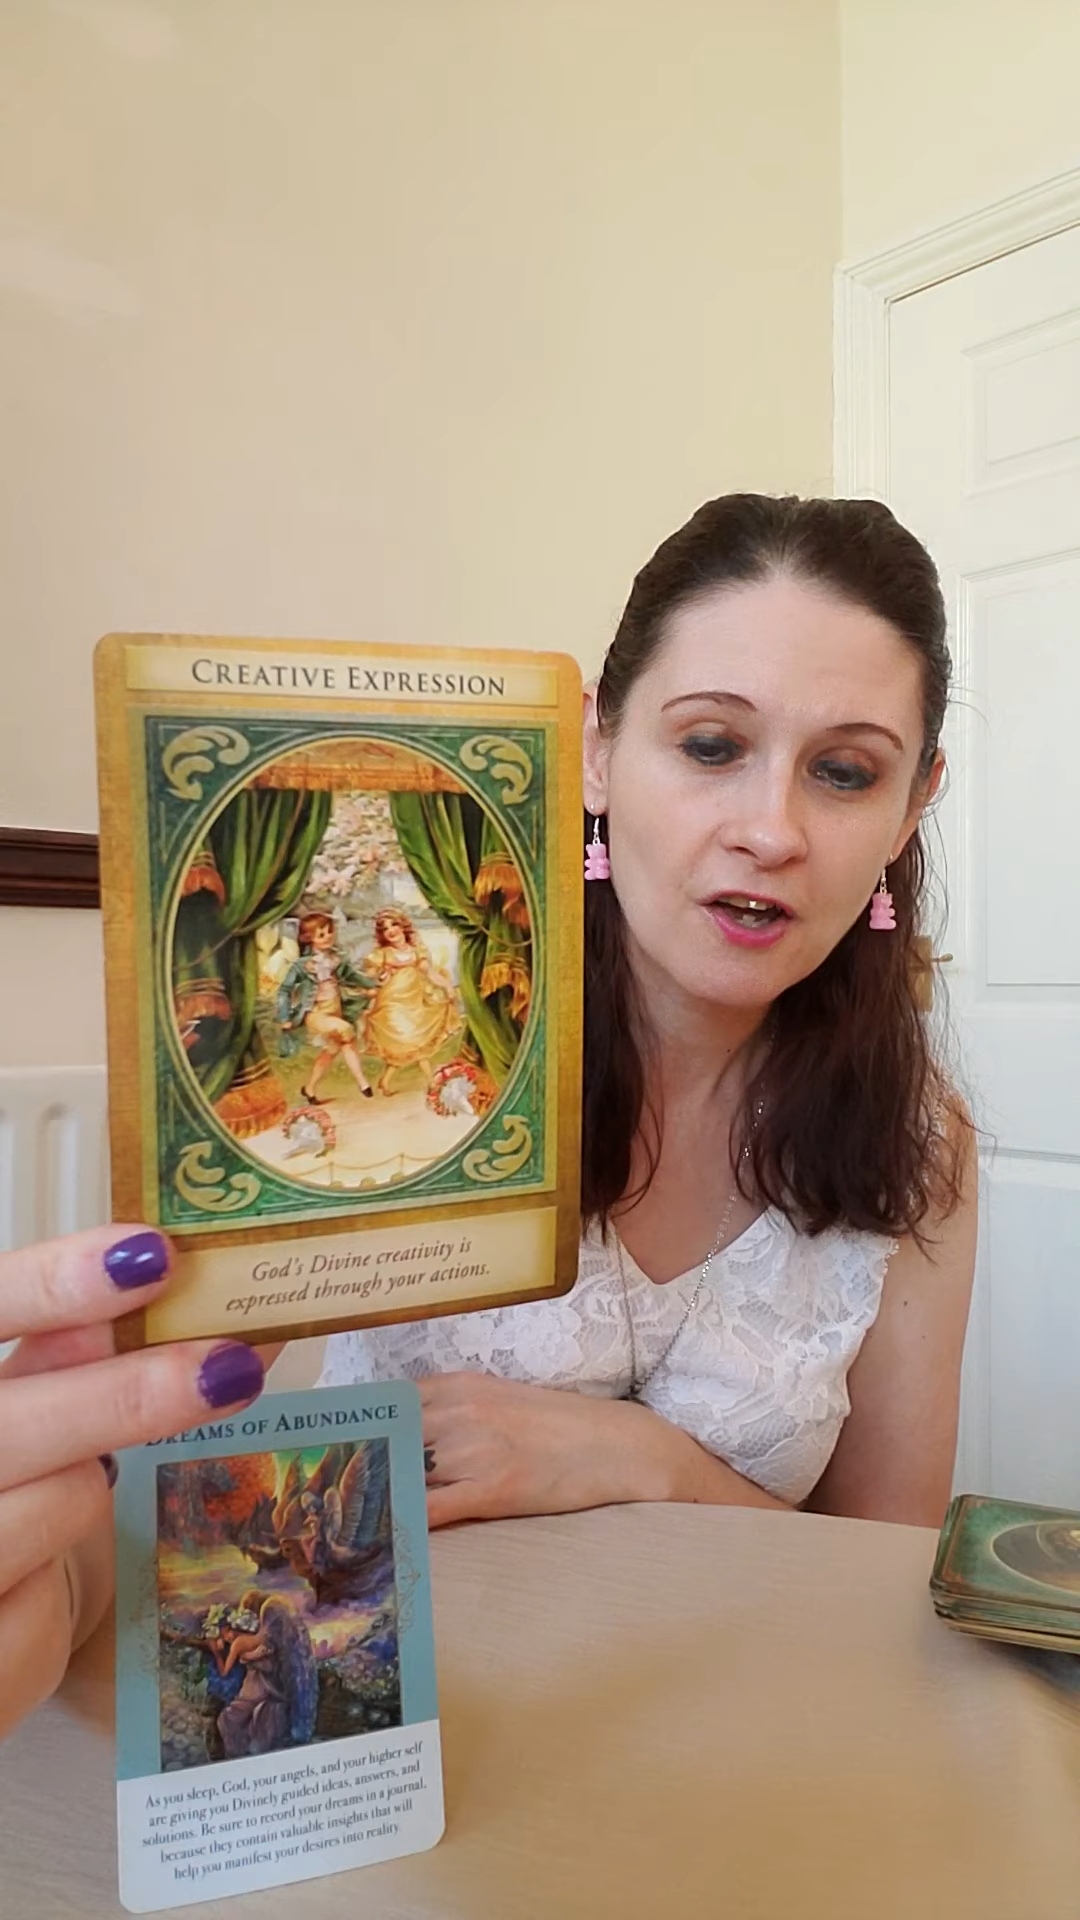 CREATIVE EXPRESSION
God's Divine creativity is
expressed through your actions.
DREAMS OF ABUNDANCE
As you sleep, God, your angels, and your higher self
are giving you Divinely guided ideas, answers, and
solutions. Be sure to record your dreams in a journal,
because they contain valuable insights that will
help you manifest your desires into reality.